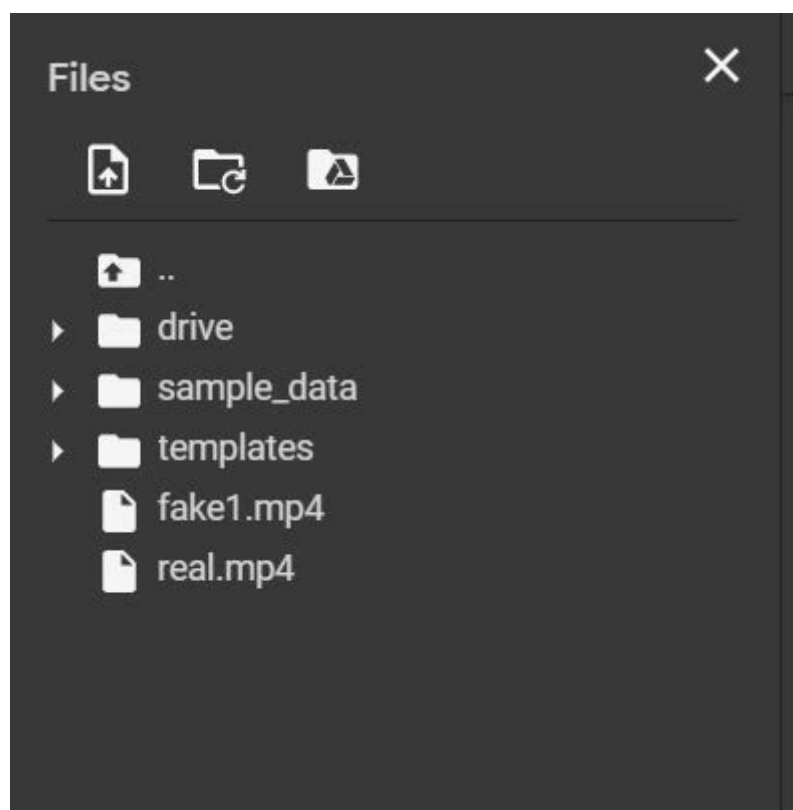 Files
..
drive
sample_data
templates
fake1.mp4
real.mp4